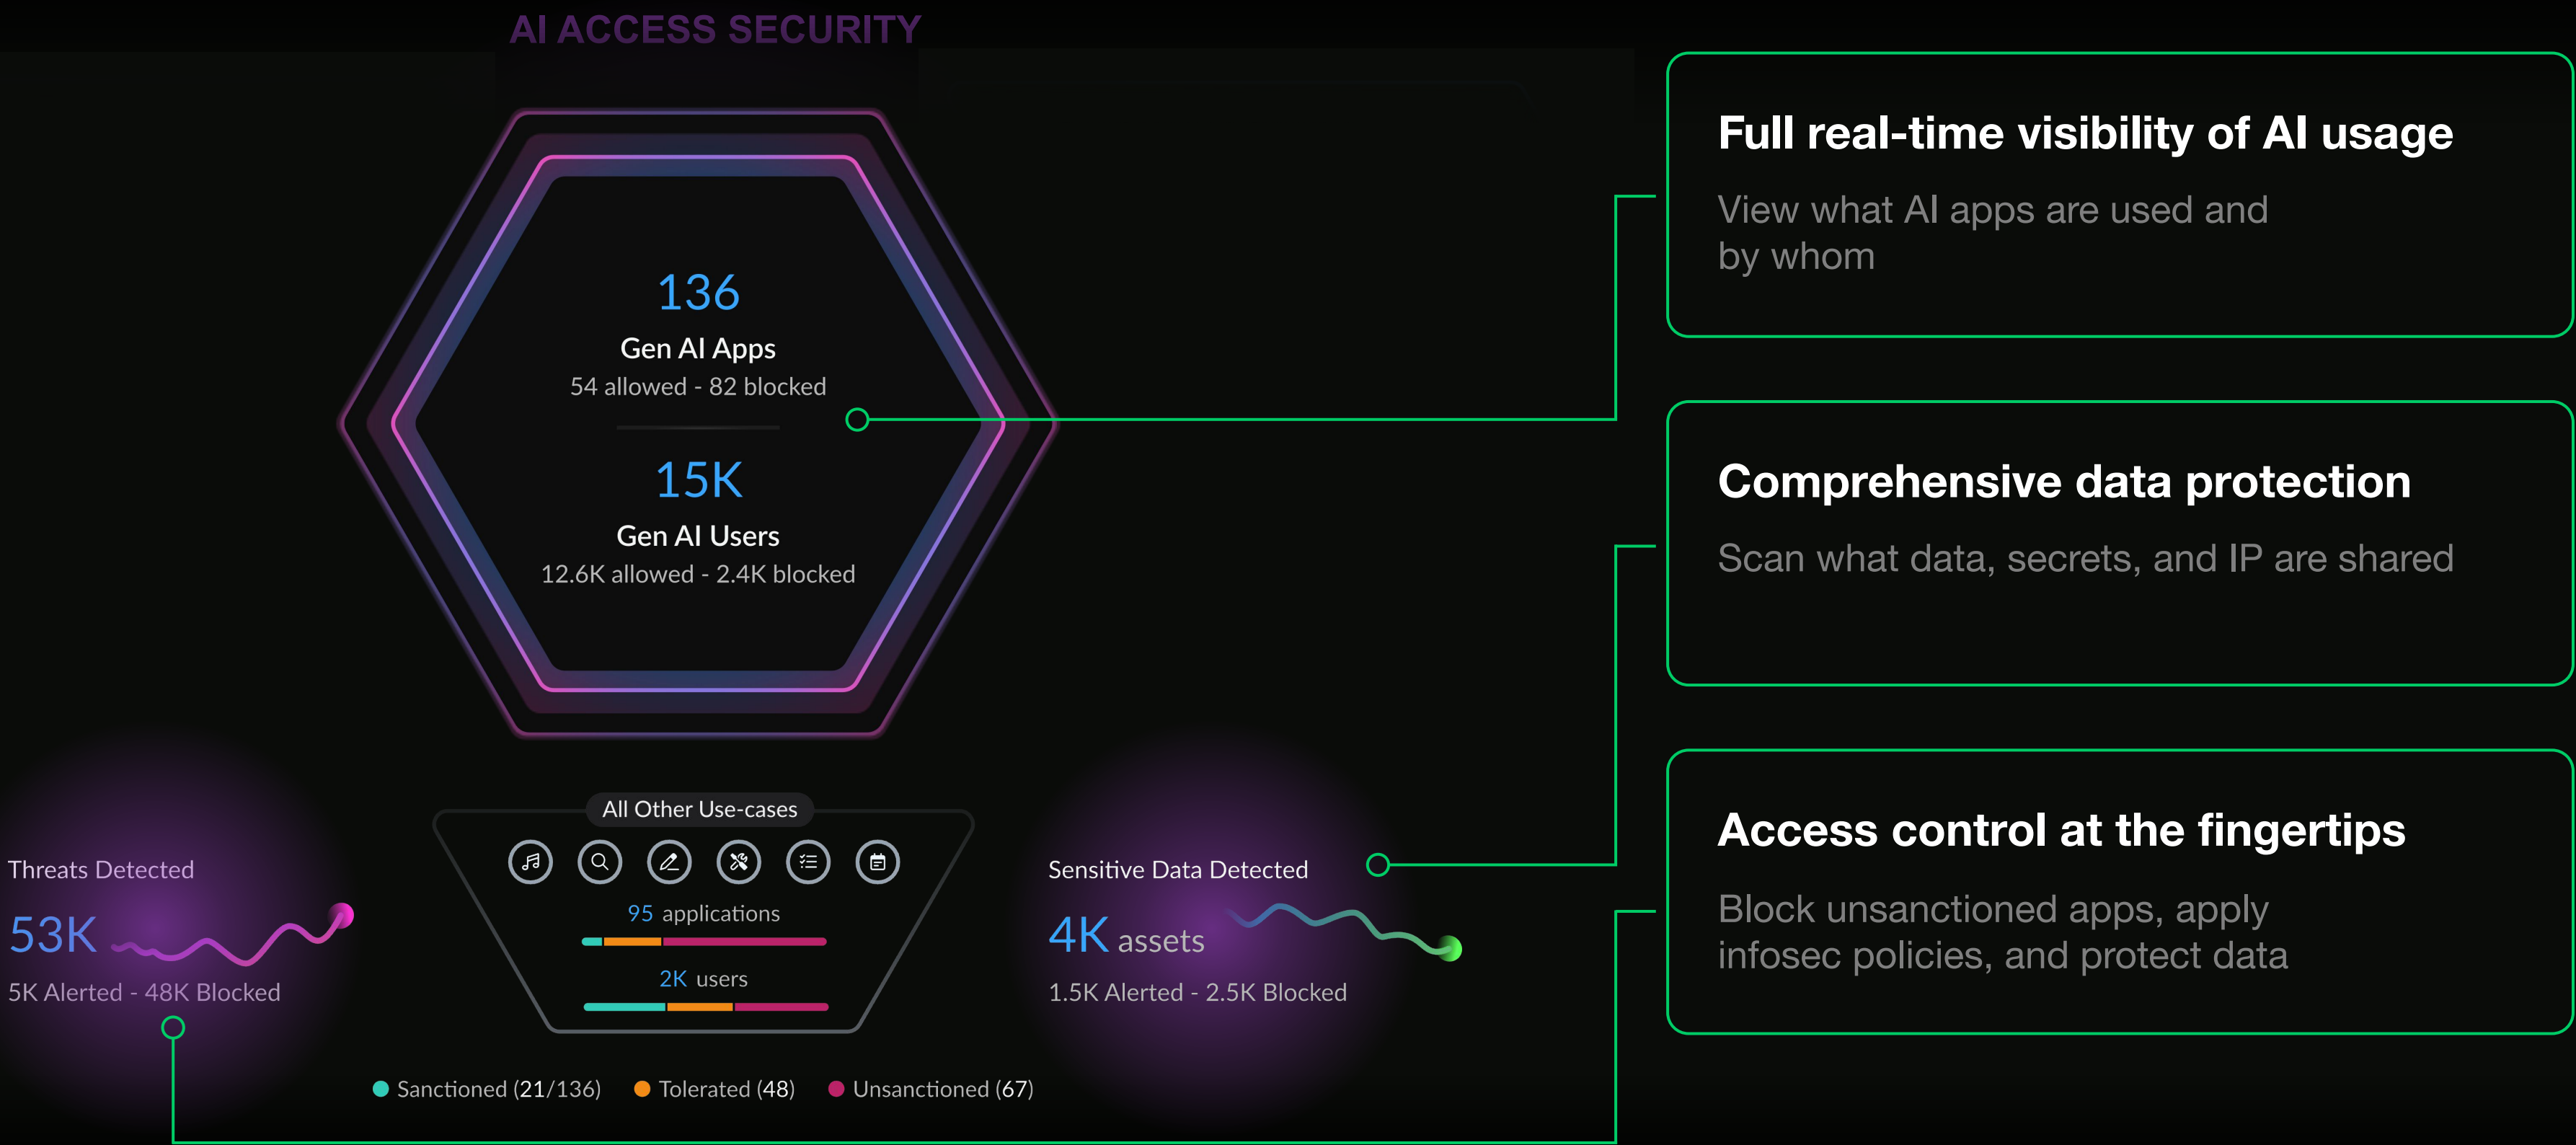 AI ACCESS SECURITY
136
Gen AI Apps
54 allowed - 82 blocked
15K
Gen AI Users
12.6K allowed - 2.4K blocked
All Other Use-cases
95 applications
2K users
Threats Detected
53K
5K Alerted - 48K Blocked
Sensitive Data Detected
4K assets
1.5K Alerted - 2.5K Blocked
Sanctioned (21/136)
Tolerated (48)
Unsanctioned (67)
Full real-time visibility of AI usage
View what AI apps are used and
by whom
Comprehensive data protection
Scan what data, secrets, and IP are shared
Access control at the fingertips
Block unsanctioned apps, apply
infosec policies, and protect data